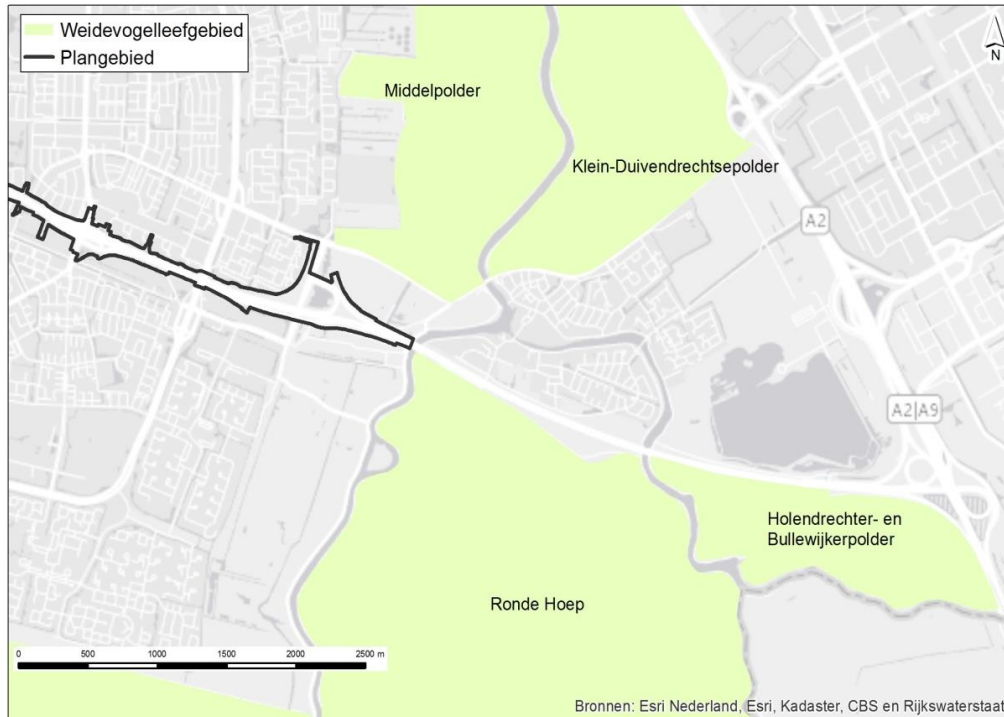 Weidevogelleefgebied
Plangebied
N
Middelpolder
Klein-Duivendrechtsepolder
A2
A2|A9
Holendrechter- en
Bullewijkerpolder
Ronde Hoep
0 500 1000 1500 2000 2500 m
Bronnen: Esri Nederland, Esri, Kadaster, CBS en Rijkswaterstaat